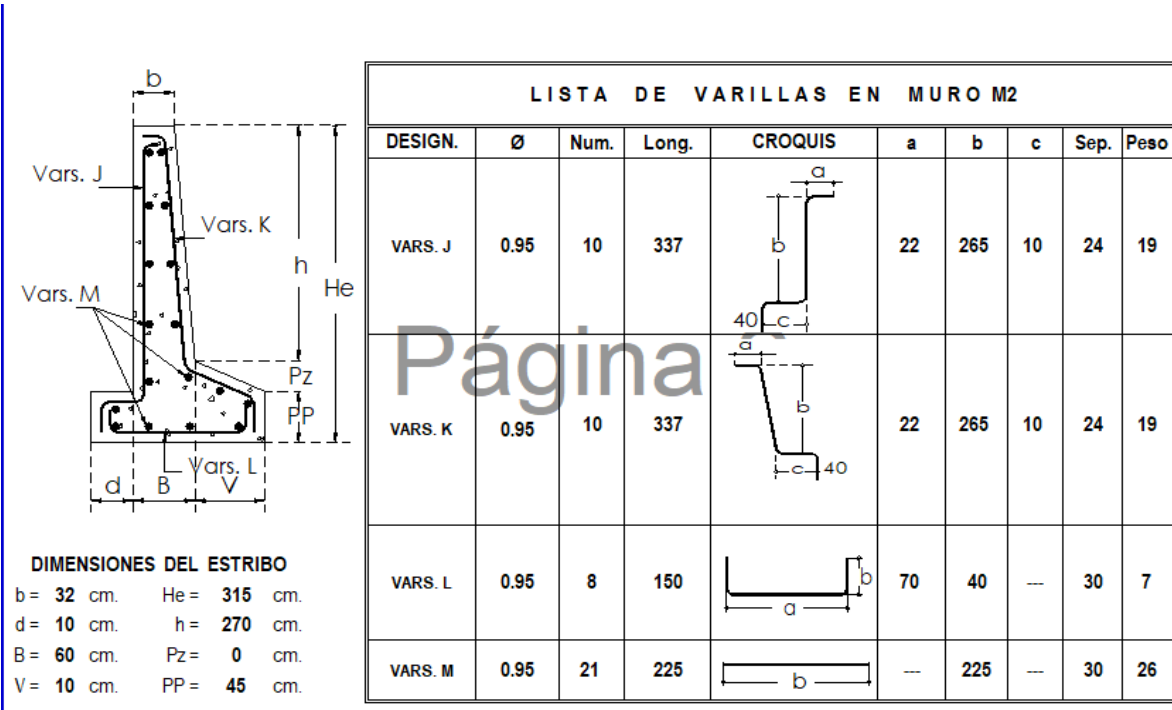 b
Vars. J
Vars. K
h
He
Vars. M
Pz
PP
Vars. L
d B V
DIMENSIONES DEL ESTRIBO
b = 32 cm. He = 315 cm.
d = 10 cm. h = 270 cm.
B = 60 cm. Pz = 0 cm.
V = 10 cm. PP = 45 cm.
LISTA DE VARILLAS EN MURO M2
DESIGN. Ø Num. Long. CROQUIS a b c Sep. Peso
a
b
40 c
VARS. J 0.95 10 337 22 265 10 24 19
Página
a
b
c 40
VARS. K 0.95 10 337 22 265 10 24 19
b
a
VARS. L 0.95 8 150 70 40 --- 30 7
VARS. M 0.95 21 225 b --- 225 --- 30 26